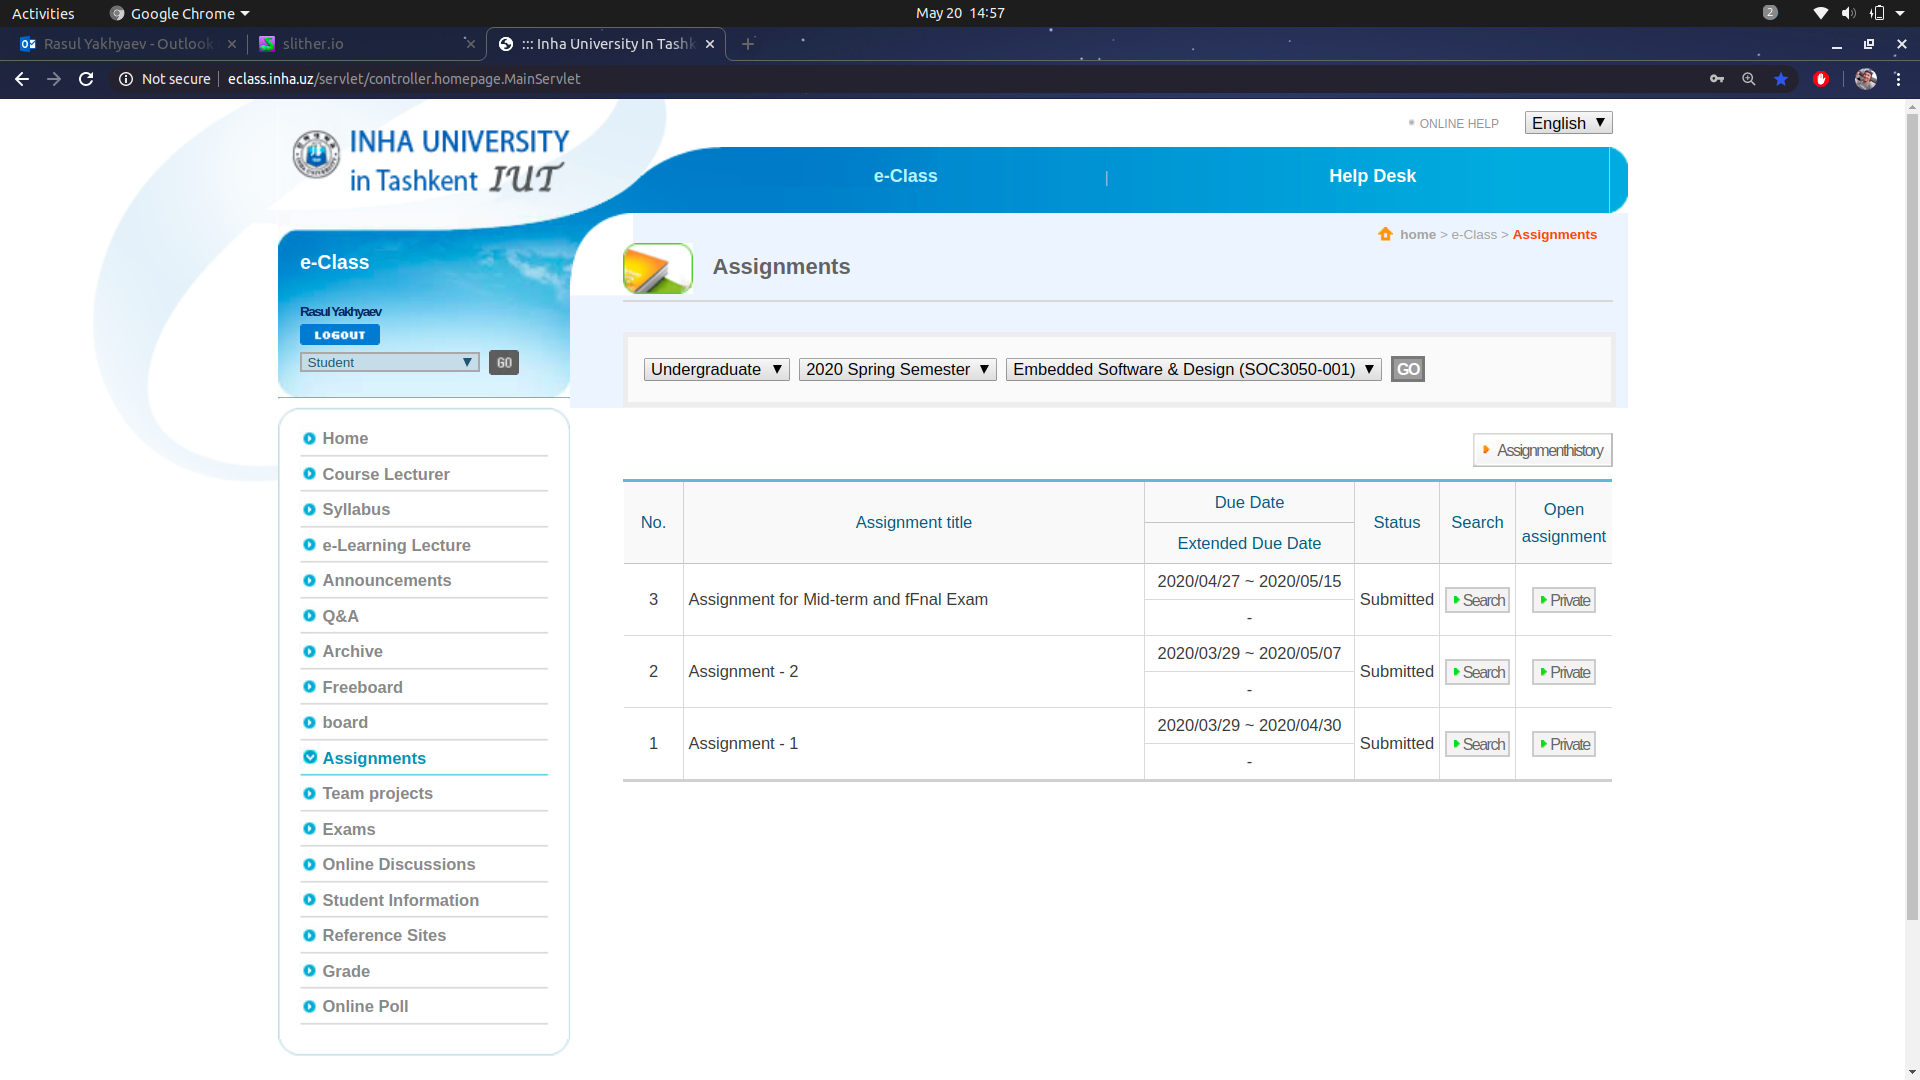 Activities Google Chrome May 20 14:57 2
Rasul Yakhyaev - Outlook slither.io ::: Inha University In Tashk
Not secure eclass.inha.uz/servlet/controller.homepage.MainServlet
ONLINE HELP English
INHA UNIVERSITY
in Tashkent IUT
e-Class | Help Desk
home > e-Class > Assignments
e-Class
Assignments
Rasul Yakhyaev
LOGOUT
Student GO
Undergraduate 2020 Spring Semester Embedded Software & Design (SOC3050-001) GO
Home
Course Lecturer
Syllabus
e-Learning Lecture
Announcements
Q&A
Archive
Freeboard
board
Assignments
Team projects
Exams
Online Discussions
Student Information
Reference Sites
Grade
Online Poll
Assignmenthistory
No. Assignment title Due Date Status Search Open assignment
Extended Due Date
3 Assignment for Mid-term and fFnal Exam 2020/04/27 ~ 2020/05/15 Submitted Search Private
-
2 Assignment - 2 2020/03/29 ~ 2020/05/07 Submitted Search Private
-
1 Assignment - 1 2020/03/29 ~ 2020/04/30 Submitted Search Private
-